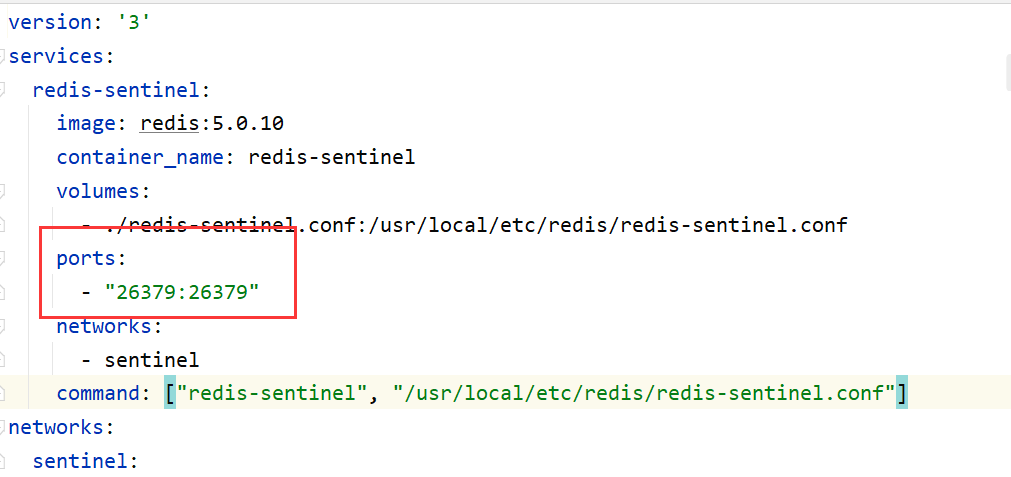 version: '3'
services:
  redis-sentinel:
    image: redis:5.0.10
    container_name: redis-sentinel
    volumes:
      - ./redis-sentinel.conf:/usr/local/etc/redis/redis-sentinel.conf
    ports:
      - "26379:26379"
    networks:
      - sentinel
    command: ["redis-sentinel", "/usr/local/etc/redis/redis-sentinel.conf"]
networks:
  sentinel: